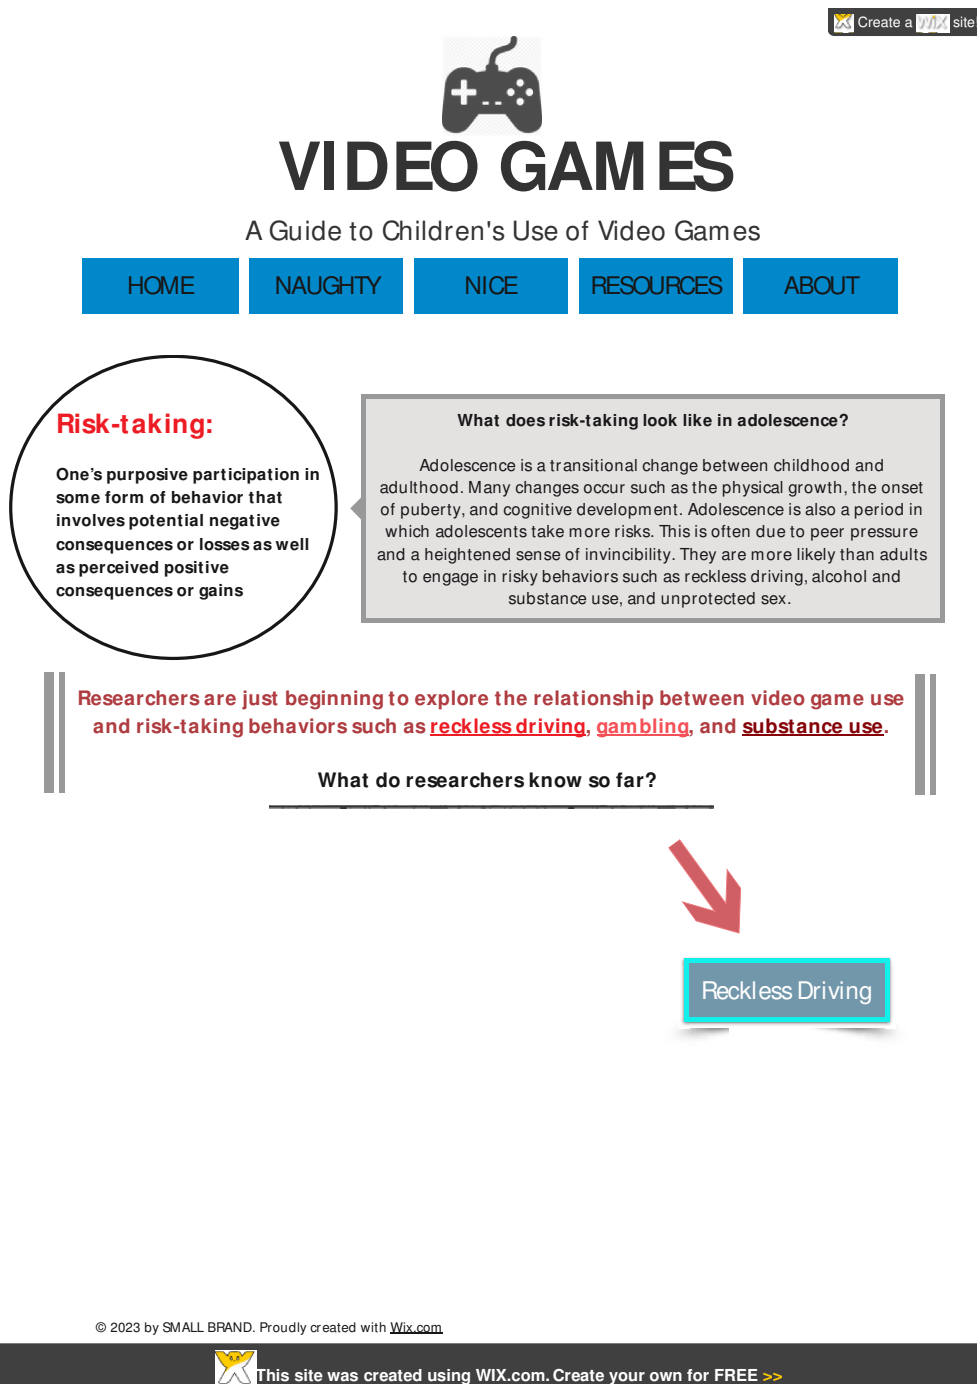 Create a WiX site!
VIDEO GAMES
A Guide to Children's Use of Video Games
HOME NAUGHTY NICE RESOURCES ABOUT
Risk-taking:
One's purposive participation in
some form of behavior that
involves potential negative
consequences or losses as well
as perceived positive
consequences or gains
What does risk-taking look like in adolescence?
Adolescence is a transitional change between childhood and
adulthood. Many changes occur such as the physical growth, the onset
of puberty, and cognitive development. Adolescence is also a period in
which adolescents take more risks. This is often due to peer pressure
and a heightened sense of invincibility. They are more likely than adults
to engage in risky behaviors such as reckless driving, alcohol and
substance use, and unprotected sex.
Researchers are just beginning to explore the relationship between video game use
and risk-taking behaviors such as reckless driving, gambling, and substance use.
What do researchers know so far?
Reckless Driving
© 2023 by SMALL BRAND. Proudly created with Wix.com
This site was created using WIX.com. Create your own for FREE >>